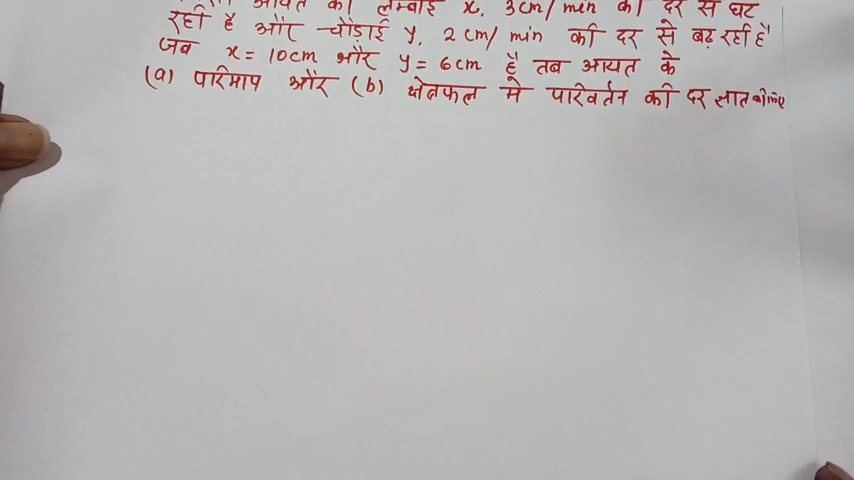 आयत की लम्बाई x, 3cm/min की दर से घट
रही है और चौड़ाई y, 2cm/min की दर से बढ़ रही है
जब x = 10cm और y = 6cm है तब आयत के
(a) परिमाप और (b) क्षेत्रफल मे परिवर्तन की दर ज्ञात कीजिए